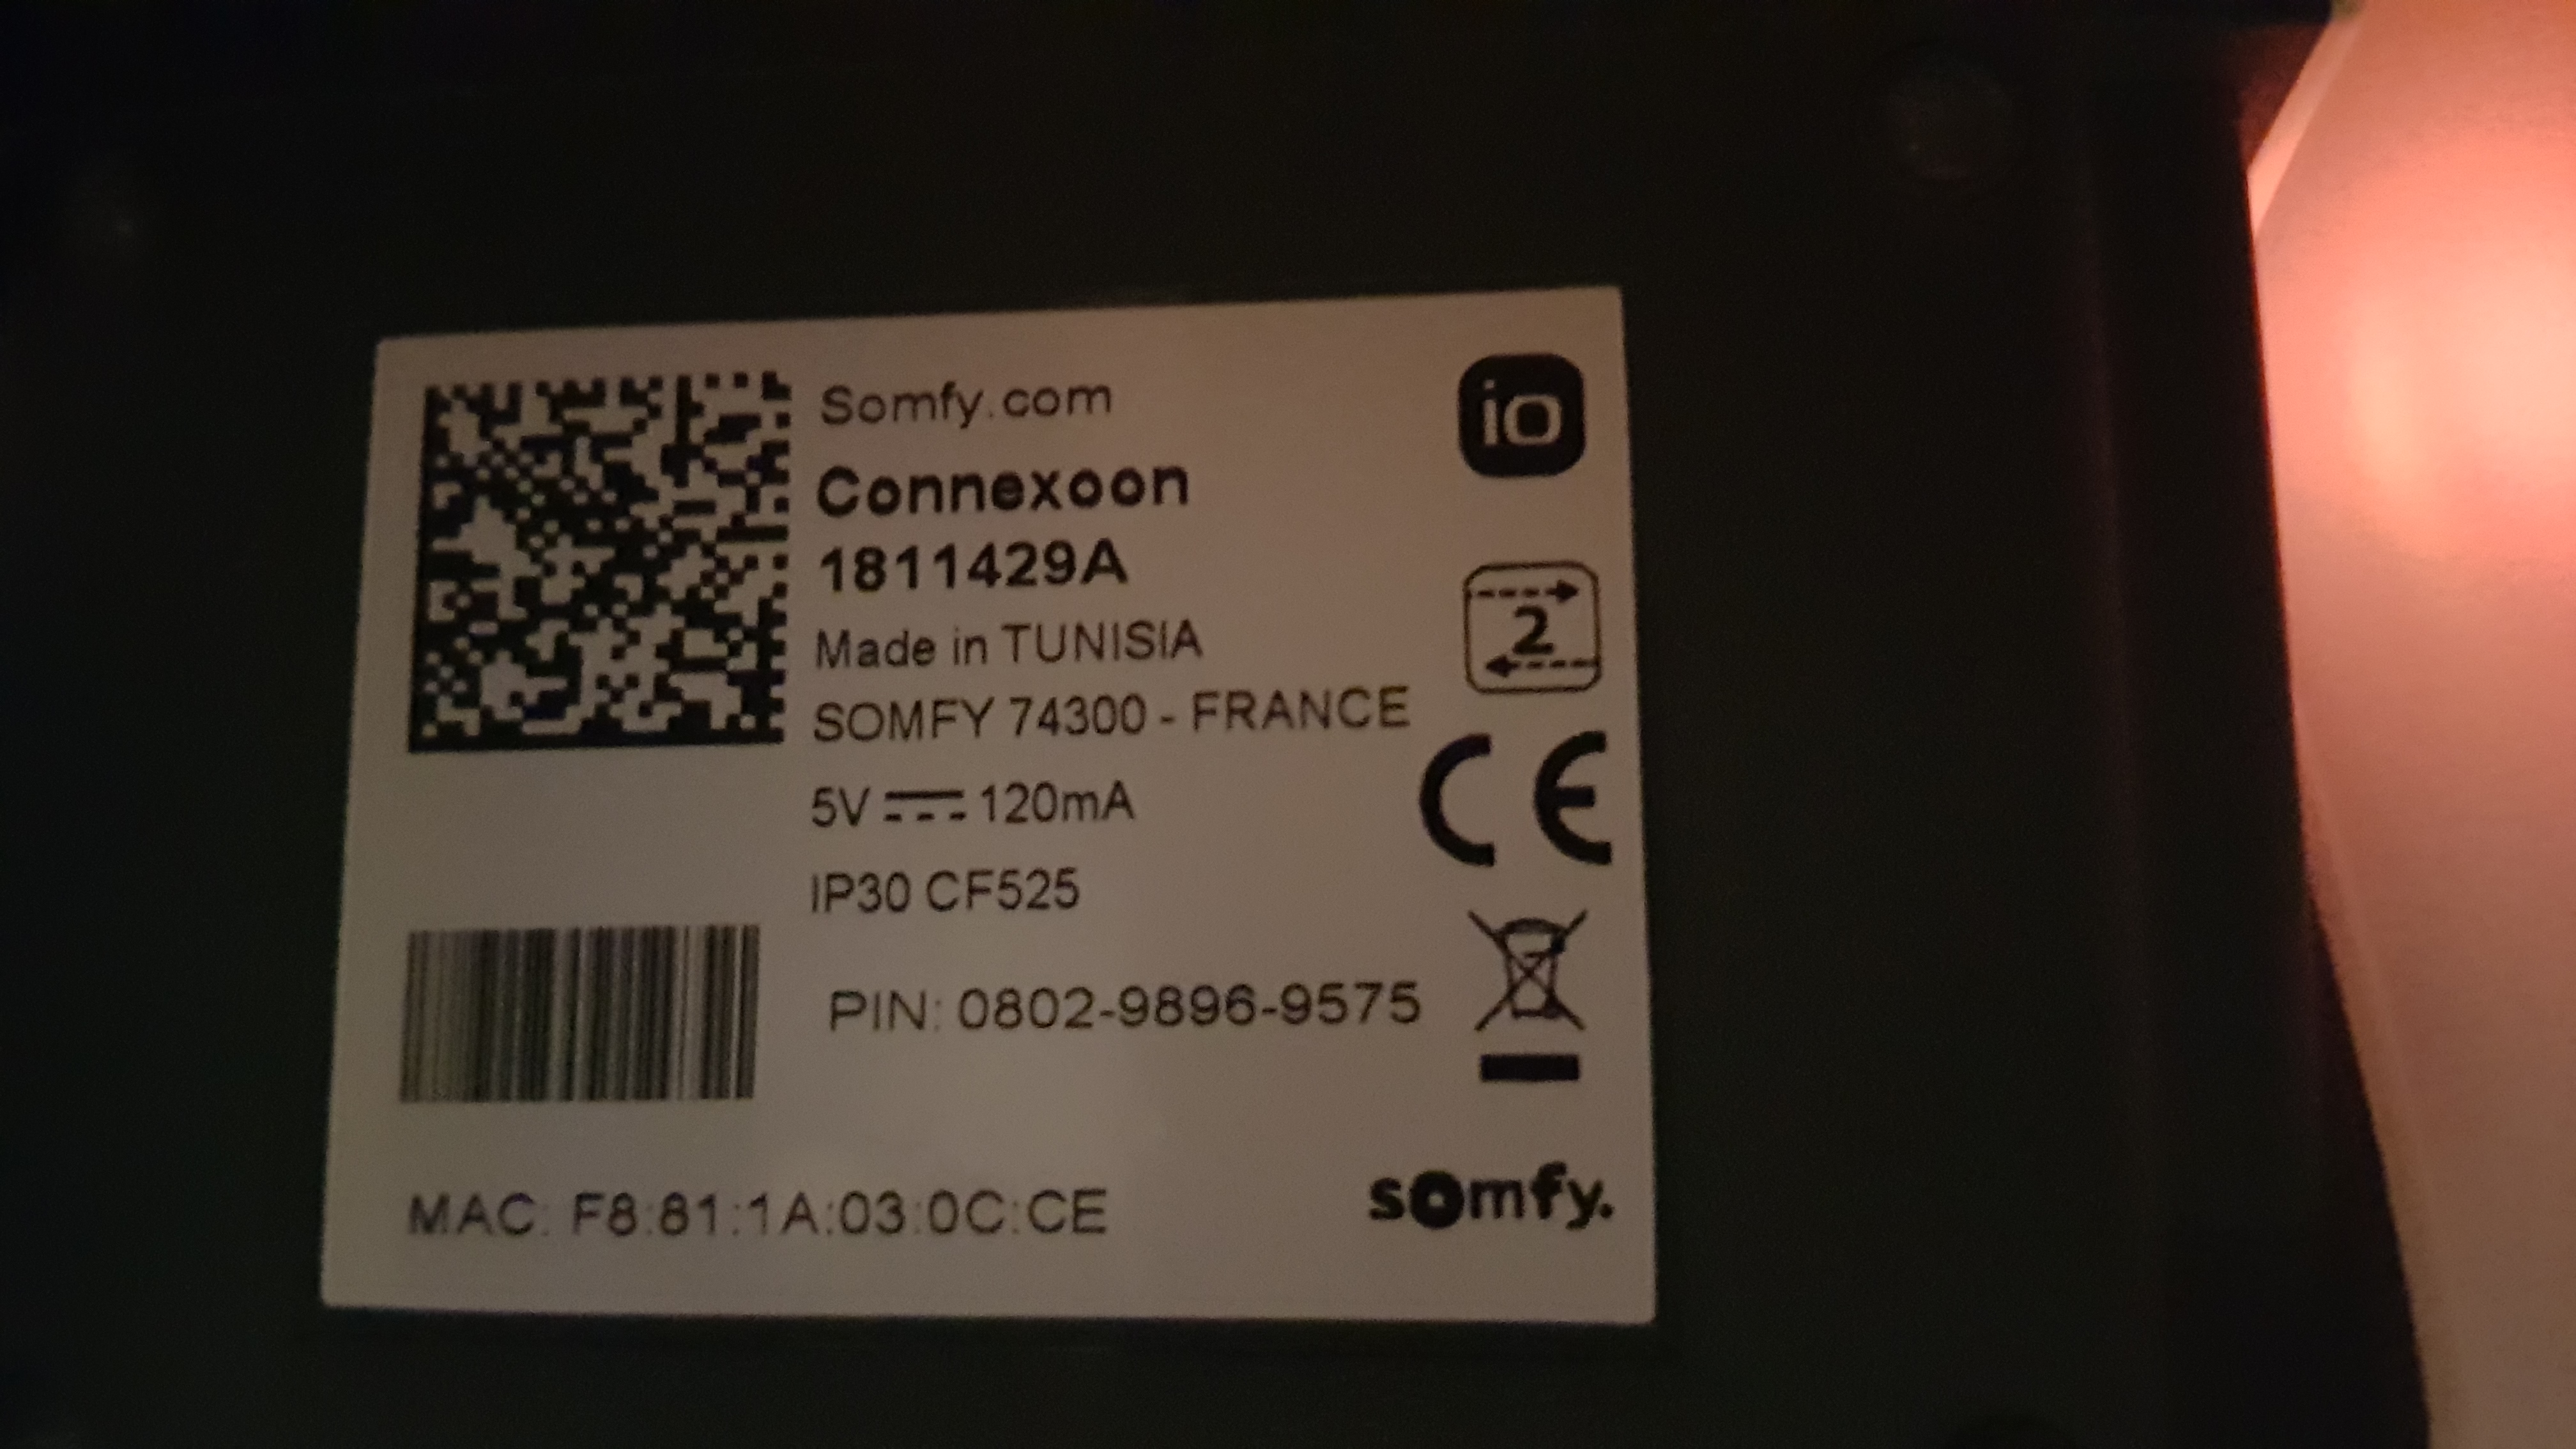 Somfy.com
io
Connexoon
1811429A
2
Made in TUNISIA
SOMFY 74300 - FRANCE
CE
5V ⎓ 120mA
IP30 CF525
PIN: 0802-9896-9575
MAC: F8:81:1A:03:0C:CE
somfy.